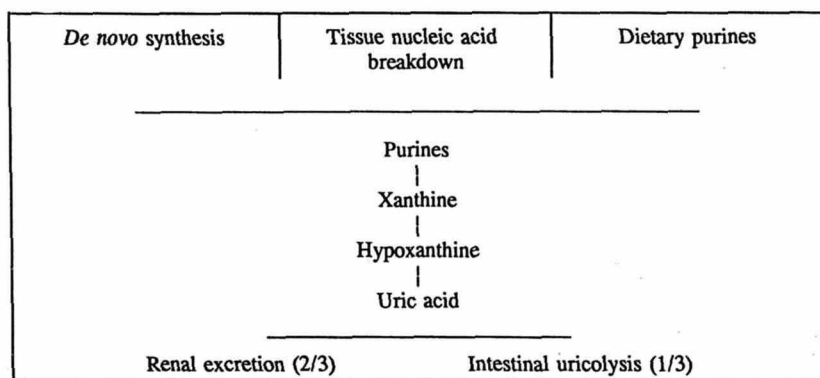 De novo synthesis
Tissue nucleic acid
breakdown
Dietary purines
Purines
Xanthine
Hypoxanthine
Uric acid
Renal excretion (2/3)
Intestinal uricolysis (1/3)